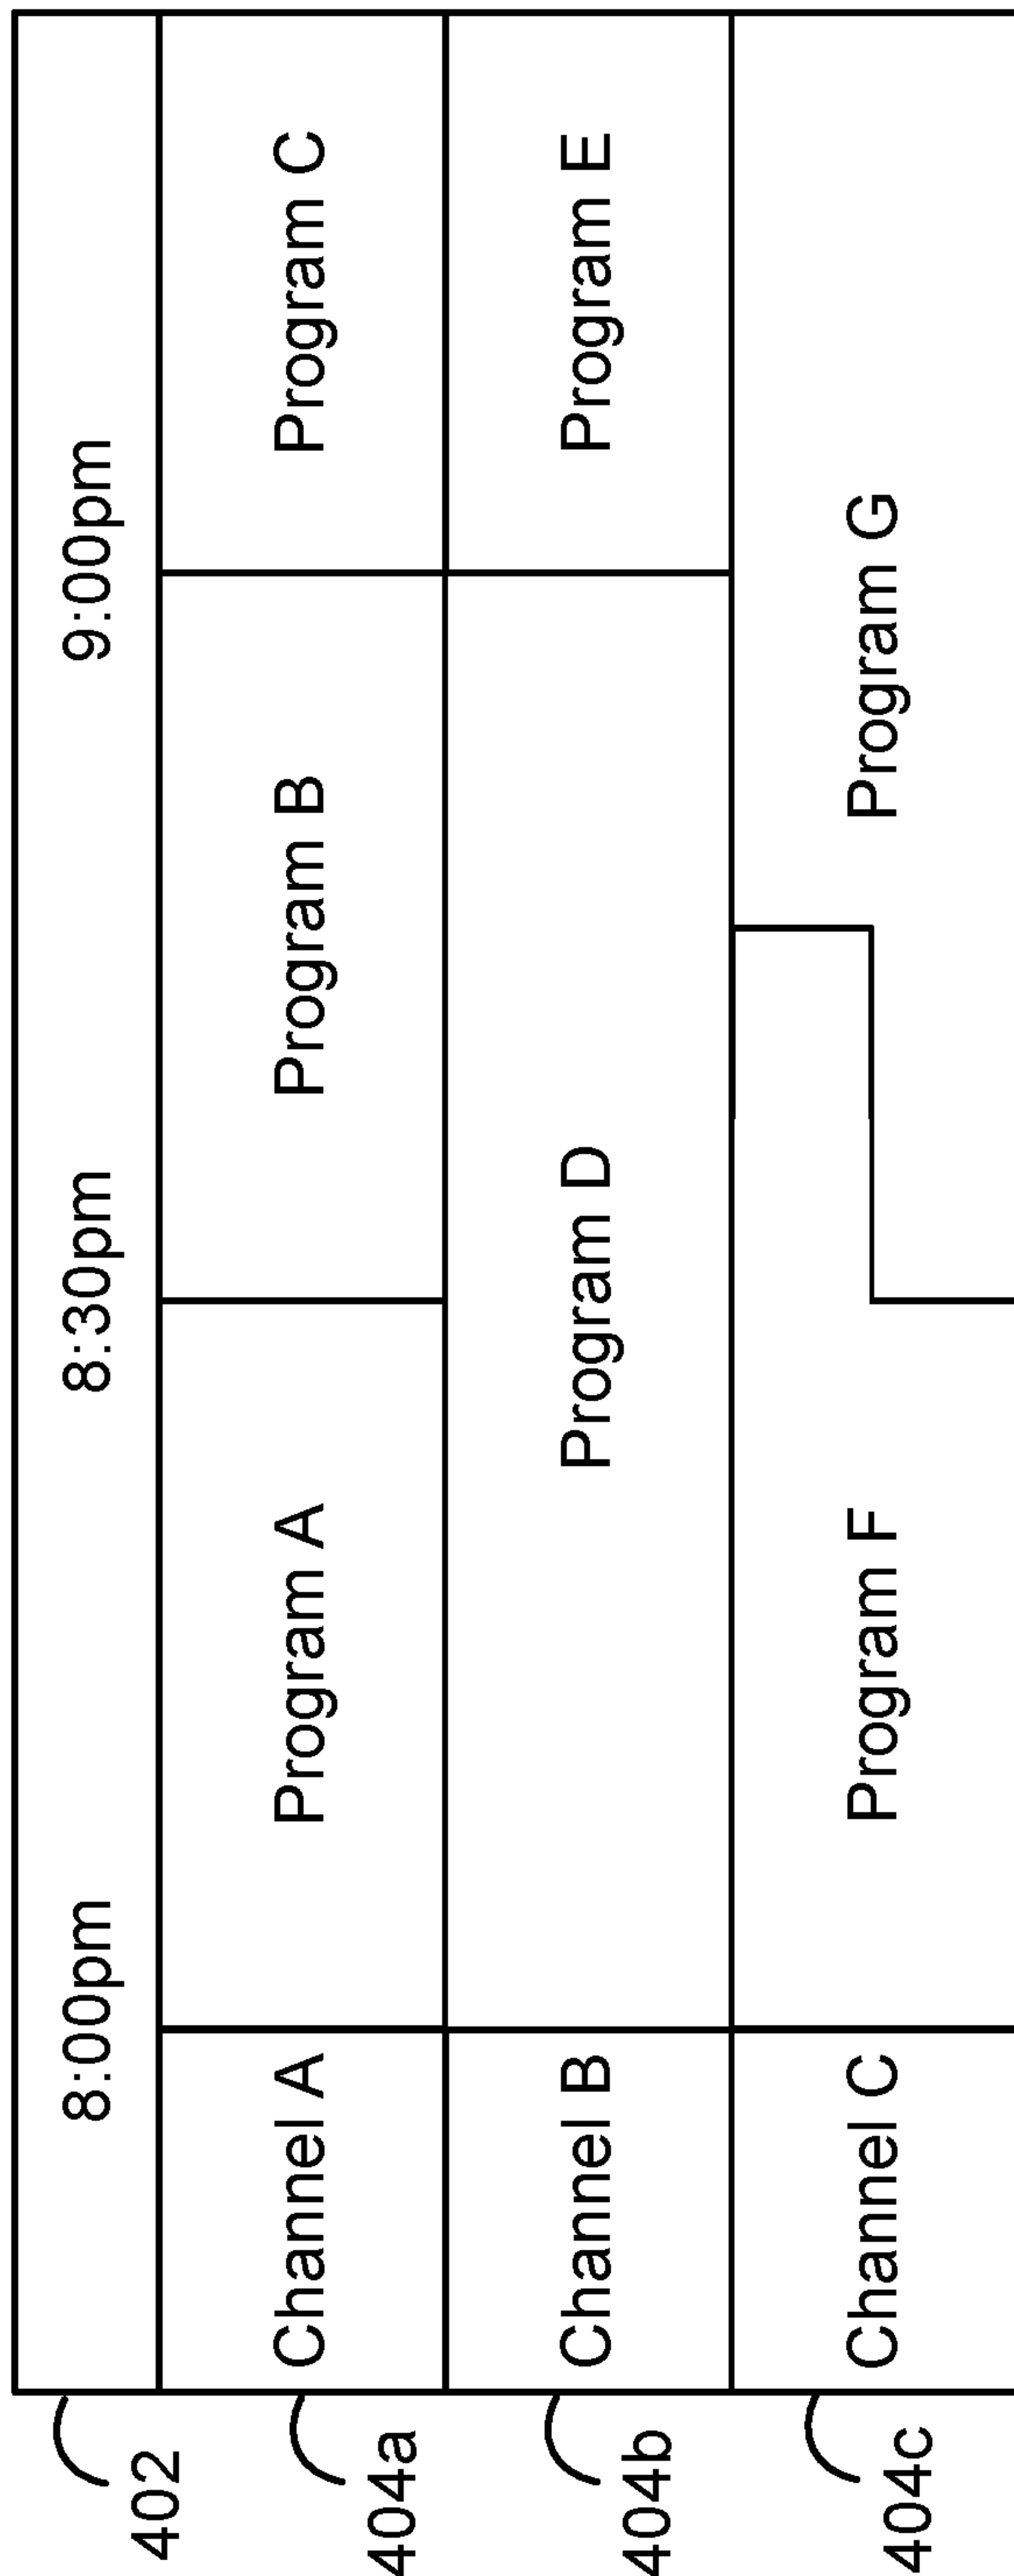 402 8:00pm 8:30pm 9:00pm
404a Channel A Program A Program B Program C
404b Channel B Program D Program E
404c Channel C Program F Program G